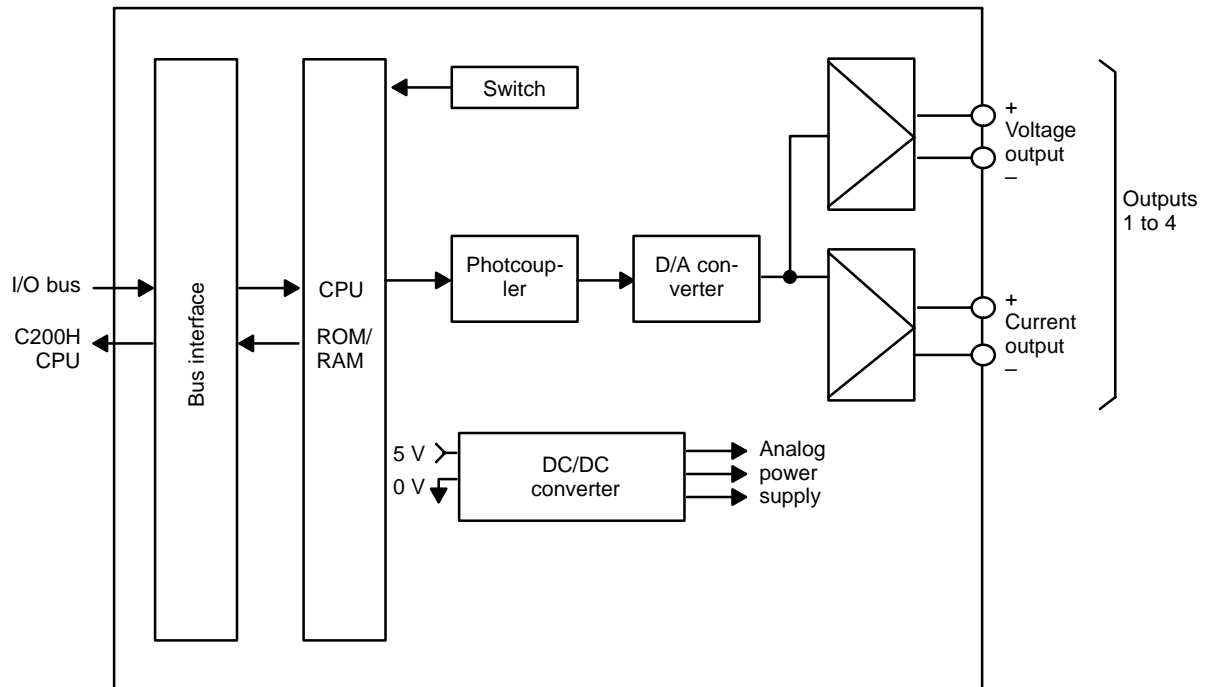 Switch
+
Voltage
output
–
Outputs
1 to 4
Photcoup-
ler
D/A con-
verter
I/O bus
C200H
CPU
Bus interface
CPU
ROM/
RAM
+
Current
output
–
5 V
0 V
DC/DC
converter
Analog
power
supply